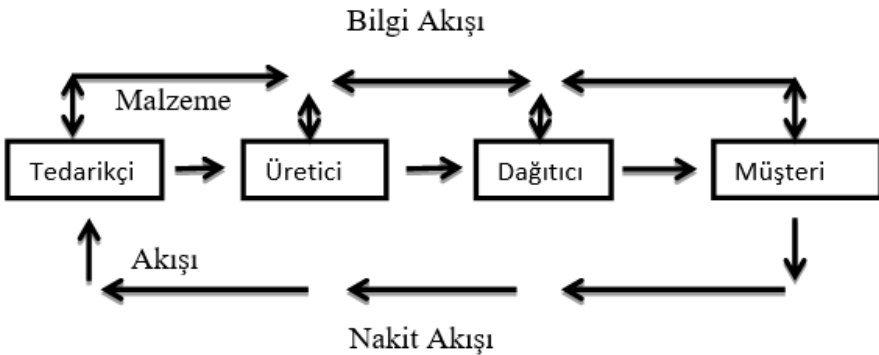 Bilgi Akışı
Malzeme
Tedarikçi Üretici Dağıtıcı Müşteri
Akışı
Nakit Akışı